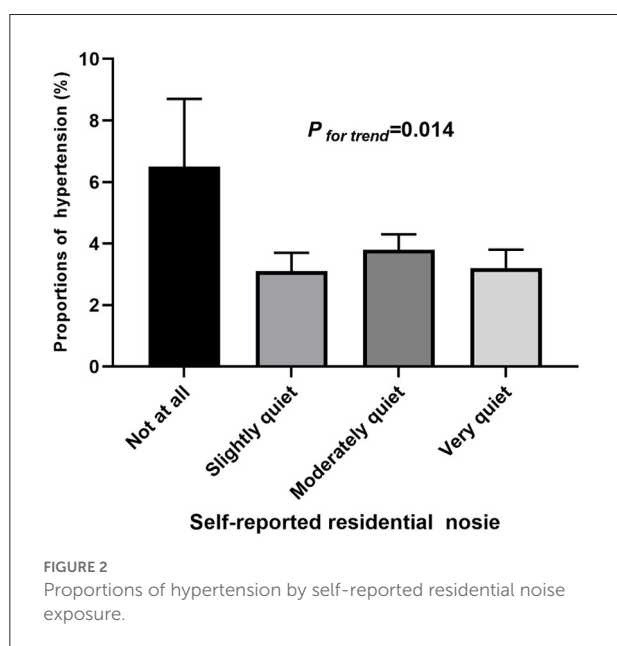 Proportions of hypertension (%)
10
8
6
4
2
0
P for trend=0.014
Not at all
Slightly quiet
Moderately quiet
Very quiet
Self-reported residential nosie
FIGURE 2
Proportions of hypertension by self-reported residential noise
exposure.